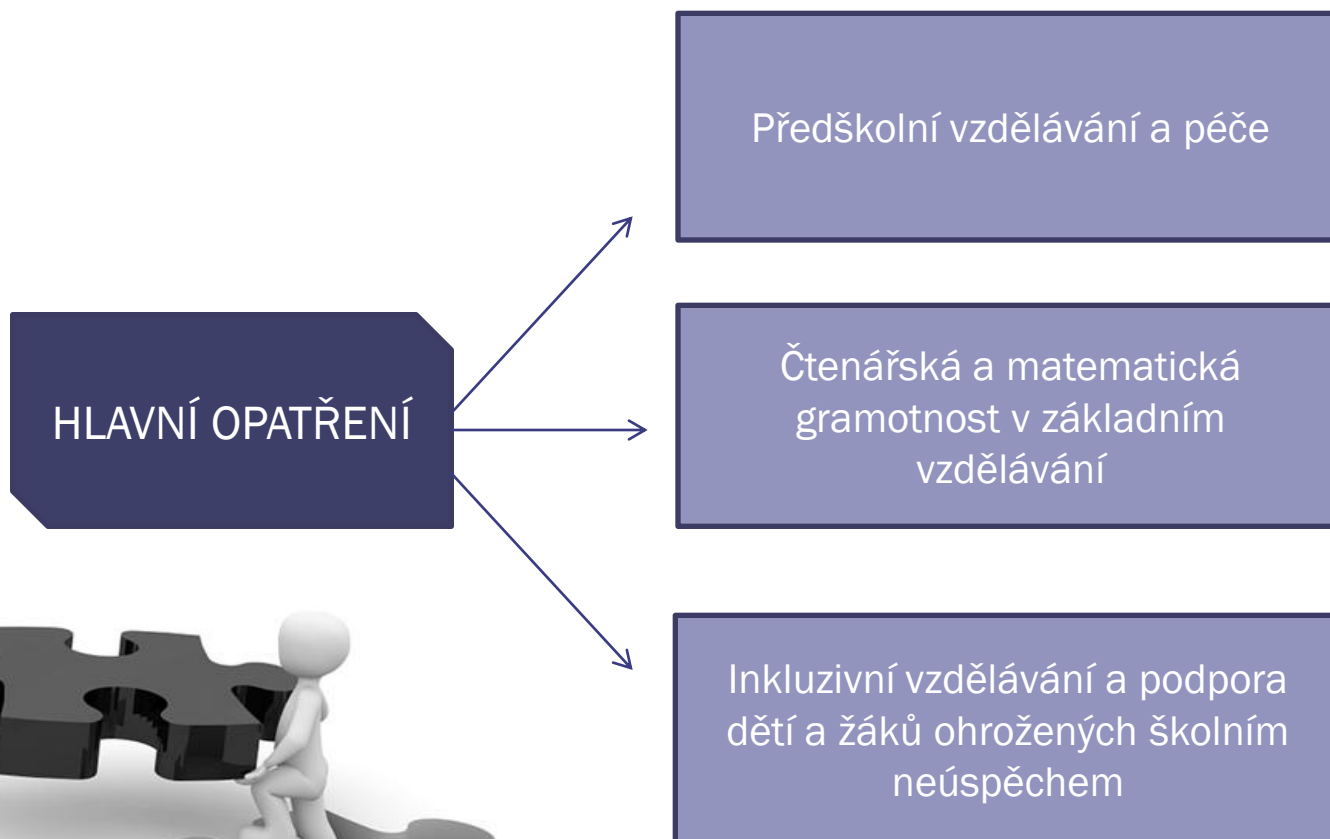 Předškolní vzdělávání a péče
HLAVNÍ OPATŘENÍ
Čtenářská a matematická
gramotnost v základním
vzdělávání
Inkluzivní vzdělávání a podpora
dětí a žáků ohrožených školním
neúspěchem